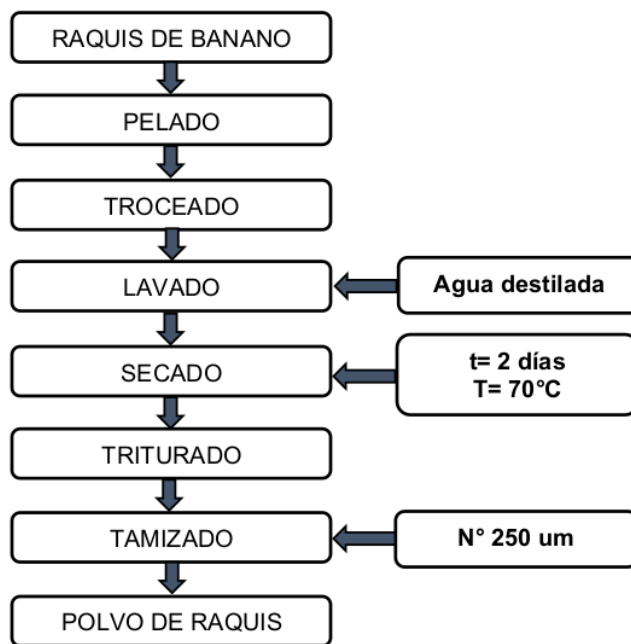 RAQUIS DE BANANO
PELADO
TROCEADO
LAVADO
Agua destilada
SECADO
t= 2 días
T= 70°C
TRITURADO
TAMIZADO
N° 250 um
POLVO DE RAQUIS